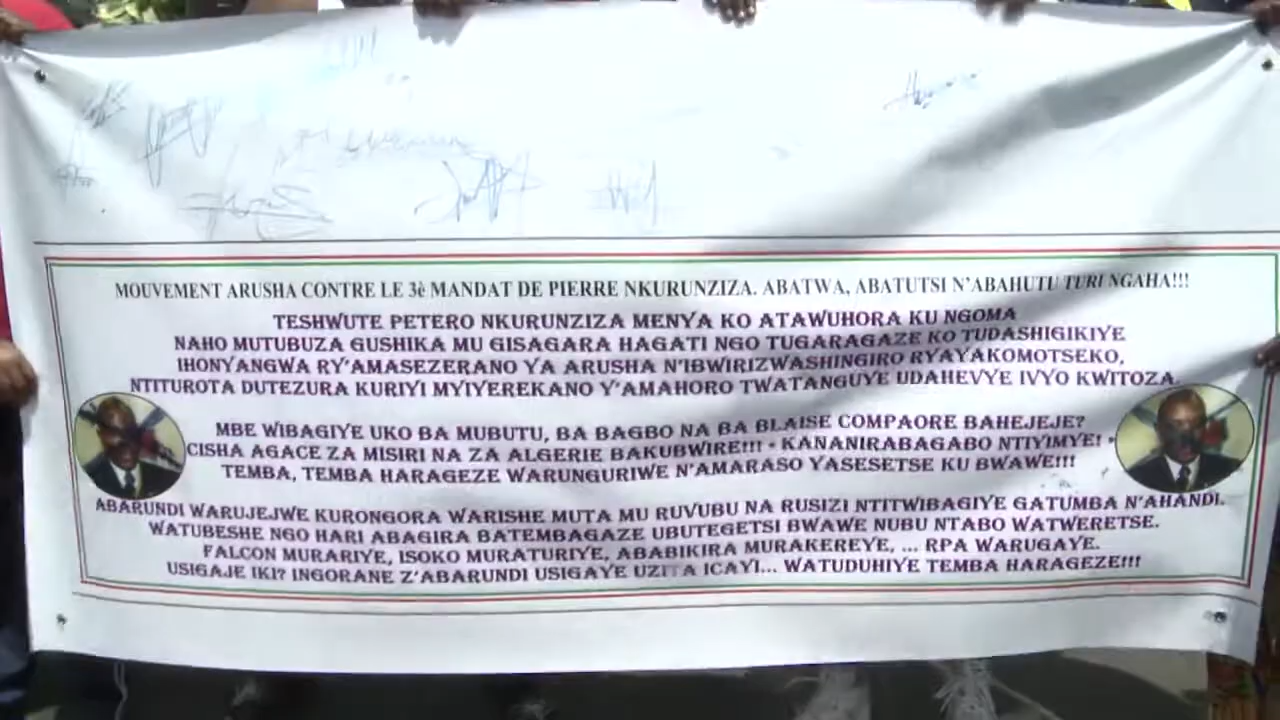 MOUVEMENT ARUSHA CONTRE LE 3è MANDAT DE PIERRE NKURUNZIZA. ABATWA, ABATUTSI N'ABAHUTU TURI NGAHA!!!
TESHWUTE PETERO NKURUNZIZA MENYA KO ATAWUHORA KU NGOMA
NAHO MUTUBUZA GUSHIKA MU GISAGARA HAGATI NGO TUGARAGAZE KO TUDASHIGIKIYE
IHONYANGWA RY'AMASEZERANO YA ARUSHA N'IBWIRIZWASHINGIRO RYAYAKOMOTSEKO,
NTITUROTA DUTEZURA KURIYI MYIYEREKANO Y'AMAHORO TWATANGUYE UDAHEVYE IVYO KWITOZA.
MBE WIBAGIYE UKO BA MUBUTU, BA BAGBO NA BA BLAISE COMPAORE BAHEJEJE?
CISHA AGACE ZA MISIRI NA ZA ALGERIE BAKUBWIRE!!! • KANANIRABAGABO NTIYIMYE! •
TEMBA, TEMBA HARAGEZE WARUNGURIWE N'AMARASO YASESETSE KU BWAWE!!!
ABARUNDI WARUJEJWE KURONGORA WARISHE MUTA MU RUVUBU NA RUSIZI NTITWIBAGIYE GATUMBA N'AHANDI.
WATUBESHE NGO HARI ABAGIRA BATEMBAGAZE UBUTEGETSI BWAWE NUBU NTABO WATWERETSE.
FALCON MURARIYE, ISOKO MURATURIYE, ABABIKIRA MURAKEREYE, ... RPA WARUGAYE.
USIGAJE IKI? INGORANE Z'ABARUNDI USIGAYE UZITA ICAYI... WATUDUHIYE TEMBA HARAGEZE!!!